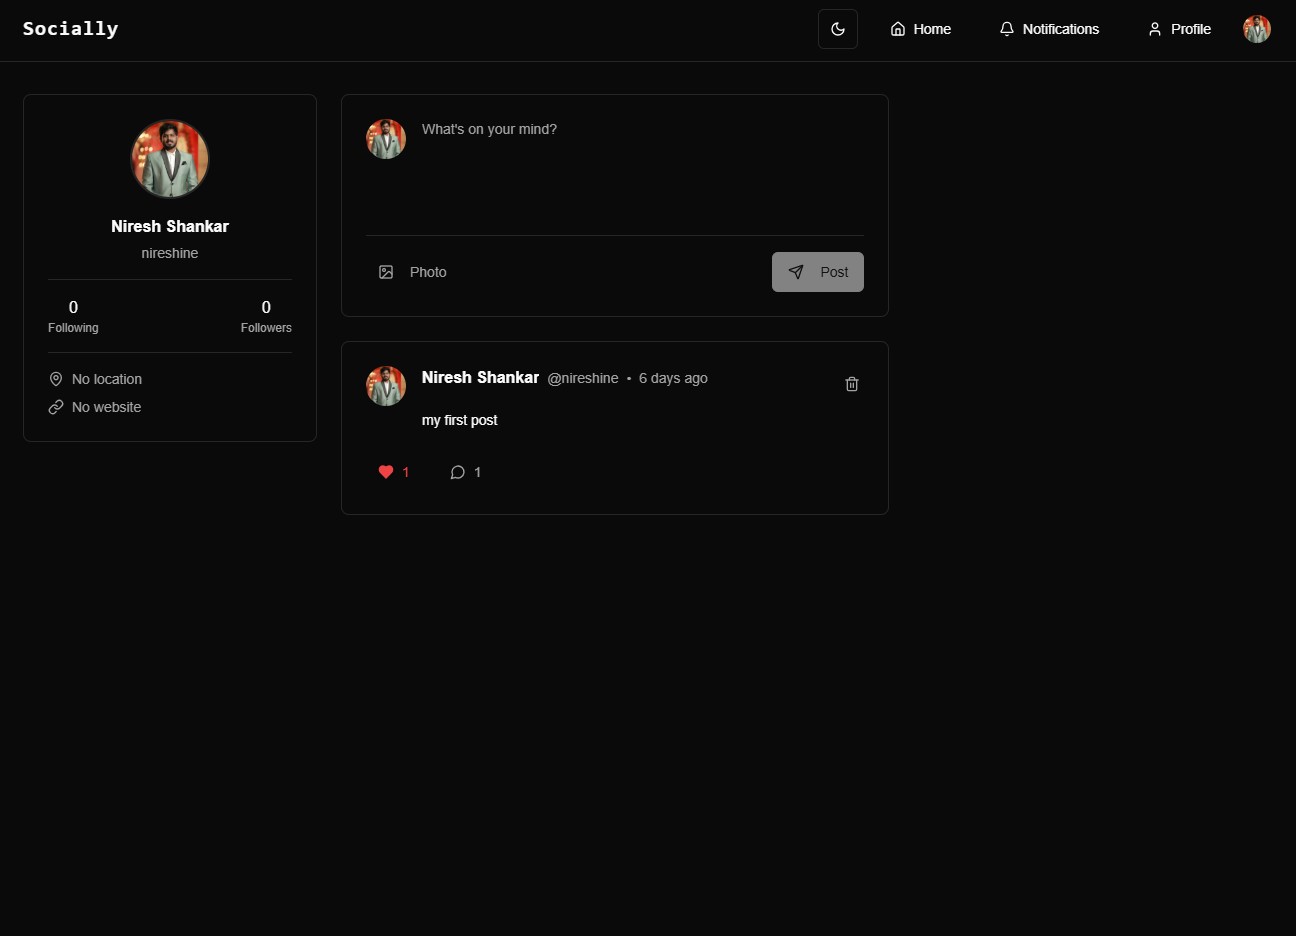 Socially
Home
Notifications
Profile
Niresh Shankar
nireshine
0
Following
0
Followers
No location
No website
What's on your mind?
Photo
Post
Niresh Shankar @nireshine • 6 days ago
my first post
1
1